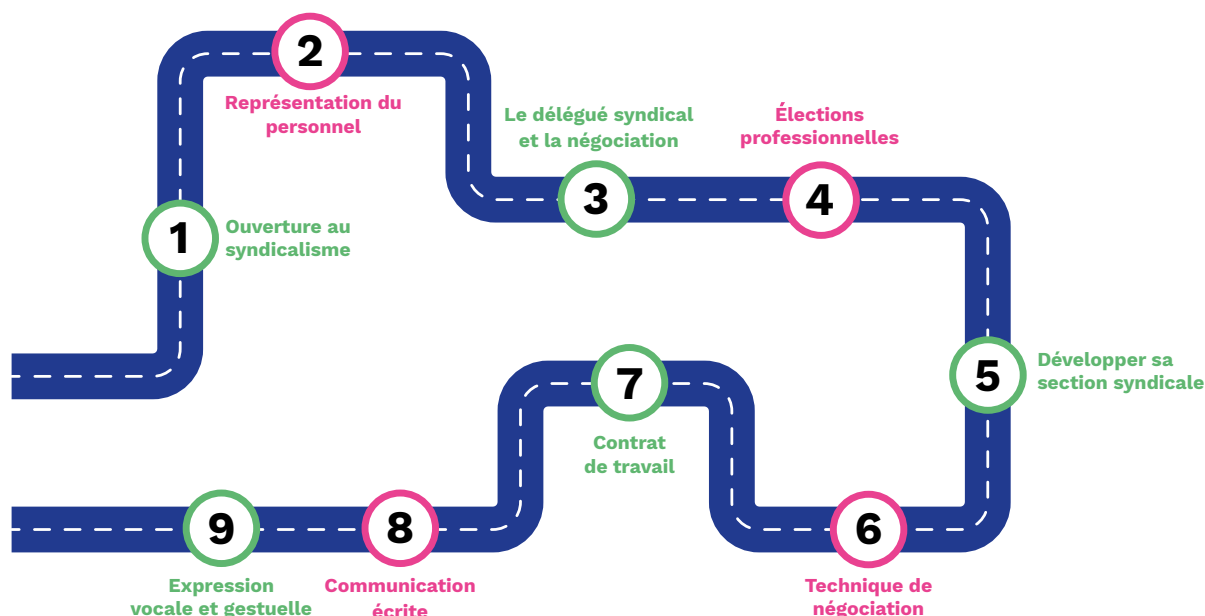 1
Ouverture au
syndicalisme
2
Représentation du
personnel
Le délégué syndical
et la négociation
3
Élections
professionnelles
4
5
Développer sa
section syndicale
6
Technique de
négociation
7
Contrat
de travail
8
Communication
écrite
9
Expression
vocale et gestuelle